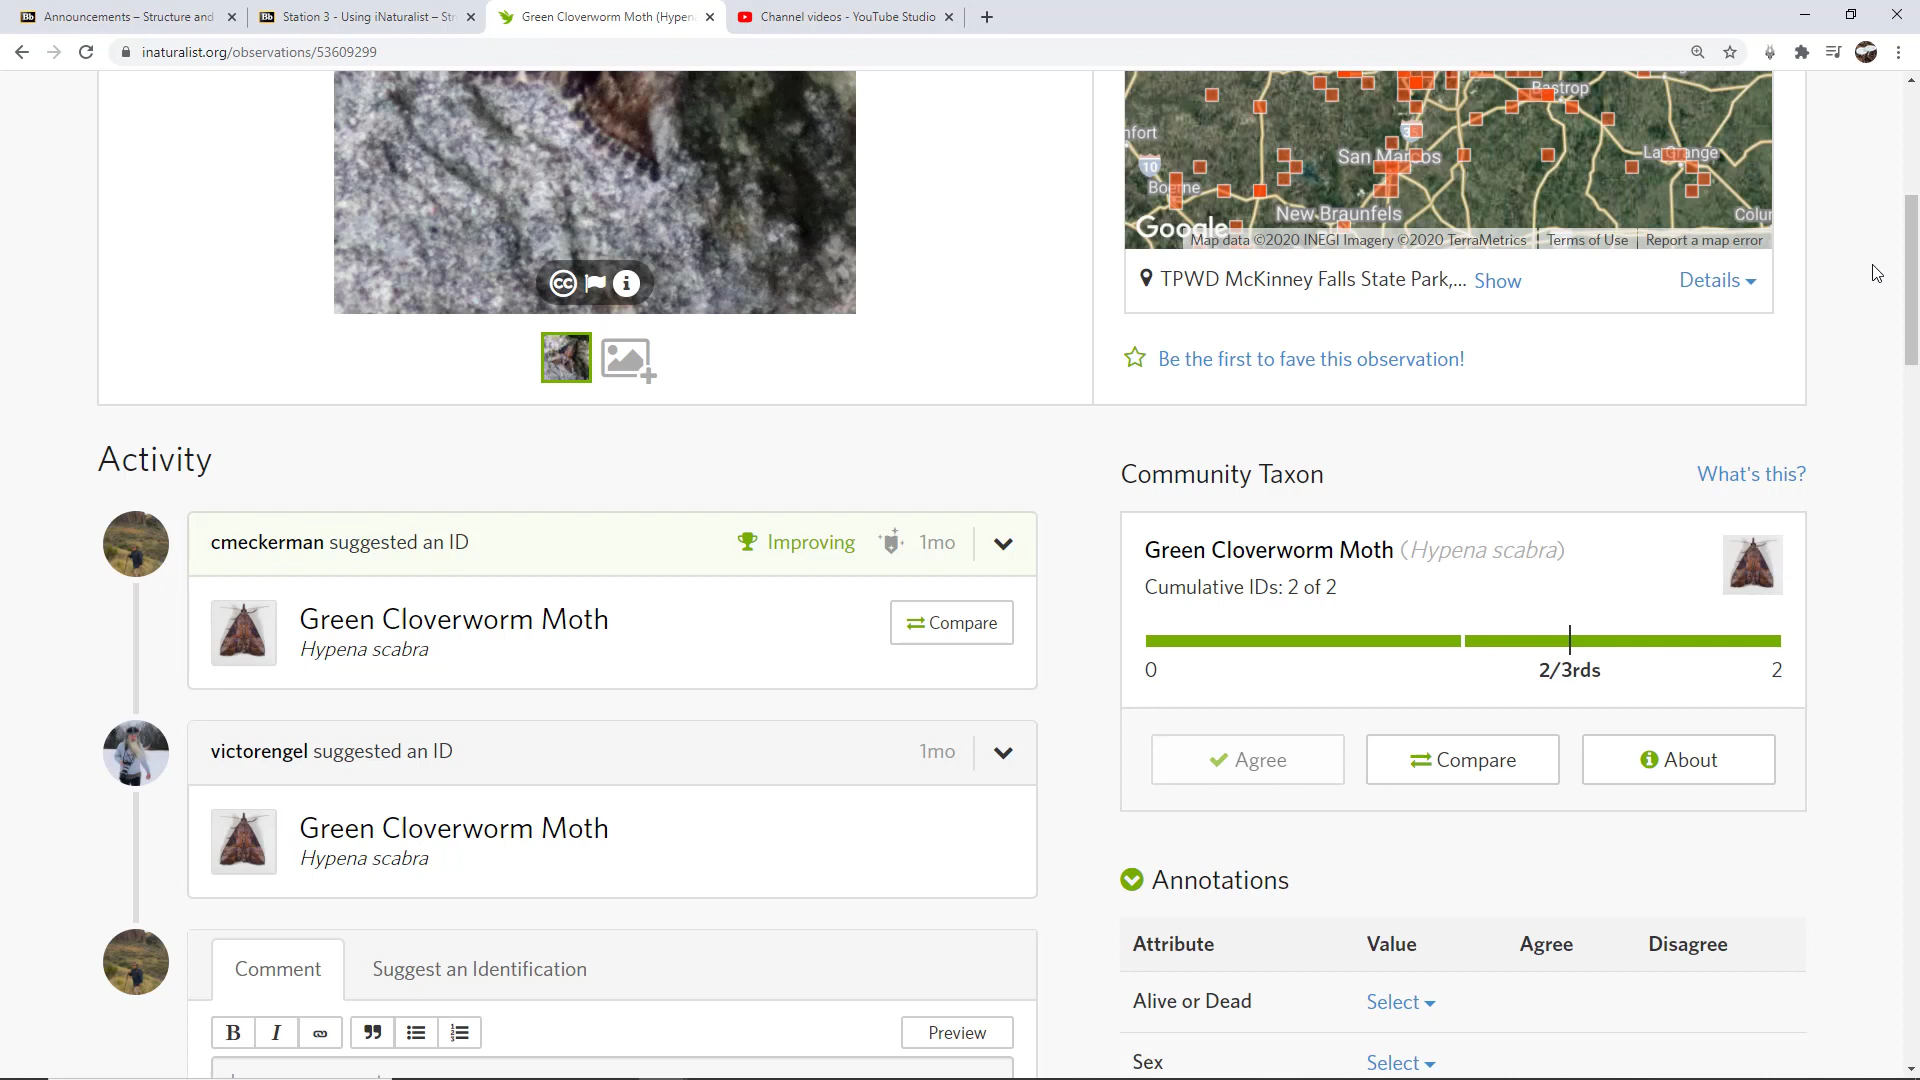 Announcements – Structure and
Station 3 - Using iNaturalist – Str
Green Cloverworm Moth (Hypen
Channel videos - YouTube Studio
inaturalist.org/observations/53609299
Bastrop
35
San Marcos
La Grange
10
Boerne
New Braunfels
Colu
Google
Map data ©2020 INEGI Imagery ©2020 TerraMetrics
Terms of Use
Report a map error
TPWD McKinney Falls State Park,... Show
Details
Be the first to fave this observation!
Activity
cmeckerman suggested an ID
Improving
1mo
Green Cloverworm Moth
Hypena scabra
Compare
victorengel suggested an ID
1mo
Green Cloverworm Moth
Hypena scabra
Comment
Suggest an Identification
B I
Preview
Community Taxon
What's this?
Green Cloverworm Moth (Hypena scabra)
Cumulative IDs: 2 of 2
0
2/3rds
2
Agree
Compare
About
Annotations
Attribute Value Agree Disagree
Alive or Dead Select
Sex Select